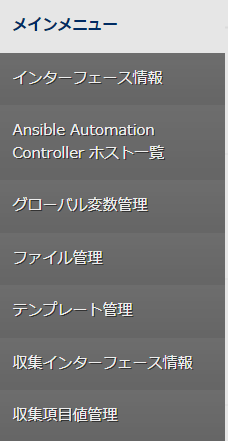 メインメニュー
インターフェース情報
Ansible Automation
Controller ホスト一覧
グローバル変数管理
ファイル管理
テンプレート管理
収集インターフェース情報
収集項目値管理